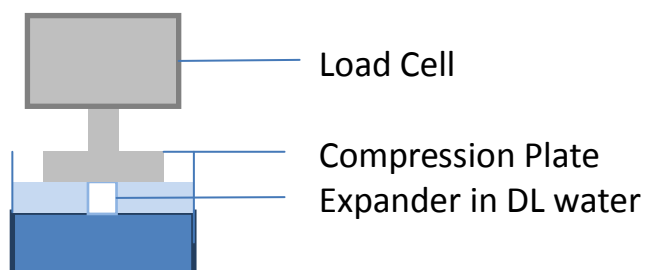 Load Cell
Compression Plate
Expander in DL water